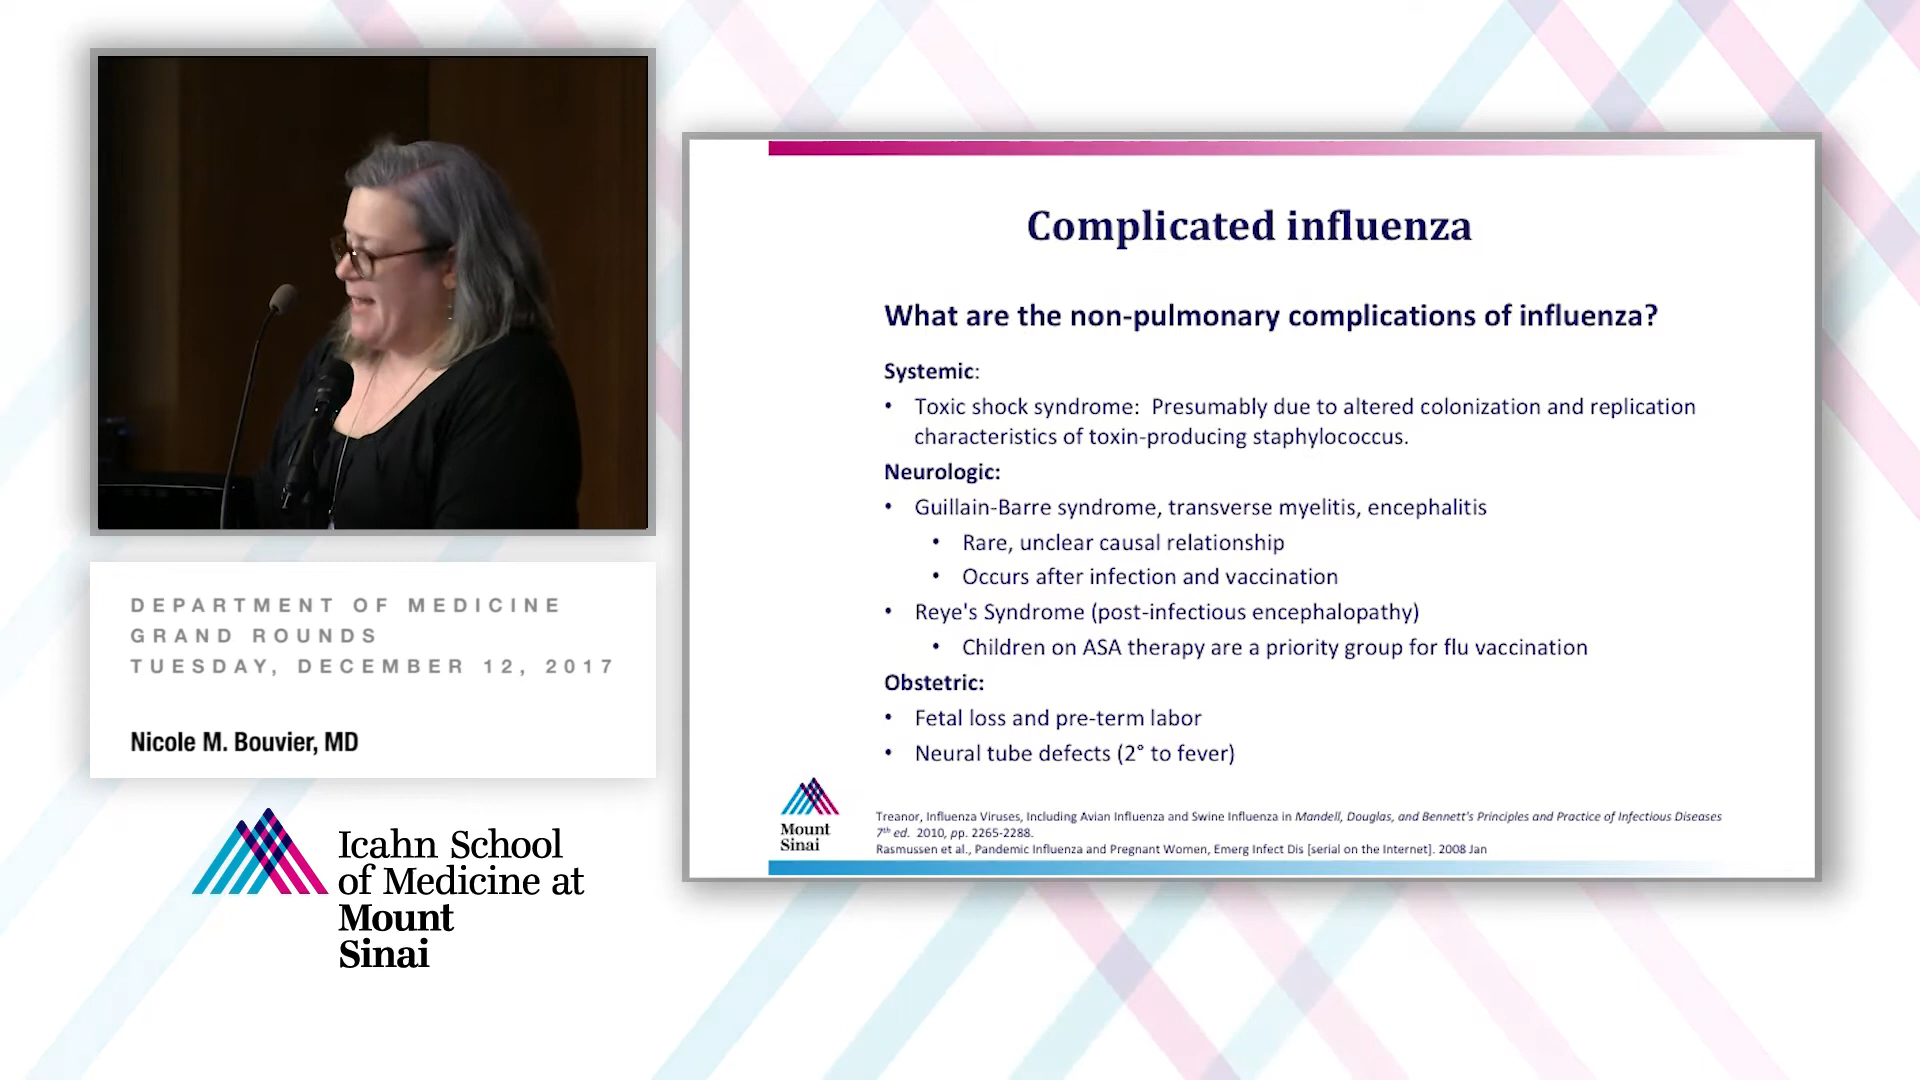 DEPARTMENT OF MEDICINE
GRAND ROUNDS
TUESDAY, DECEMBER 12, 2017
Nicole M. Bouvier, MD
Icahn School
of Medicine at
Mount
Sinai
Complicated influenza
What are the non-pulmonary complications of influenza?
Systemic:
• Toxic shock syndrome: Presumably due to altered colonization and replication
characteristics of toxin-producing staphylococcus.
Neurologic:
• Guillain-Barre syndrome, transverse myelitis, encephalitis
• Rare, unclear causal relationship
• Occurs after infection and vaccination
• Reye's Syndrome (post-infectious encephalopathy)
• Children on ASA therapy are a priority group for flu vaccination
Obstetric:
• Fetal loss and pre-term labor
• Neural tube defects (2° to fever)
Mount
Sinai
Treanor, Influenza Viruses, Including Avian Influenza and Swine Influenza in Mandell, Douglas, and Bennett's Principles and Practice of Infectious Diseases
7th ed. 2010, pp. 2265-2288.
Rasmussen et al., Pandemic Influenza and Pregnant Women, Emerg Infect Dis [serial on the Internet]. 2008 Jan